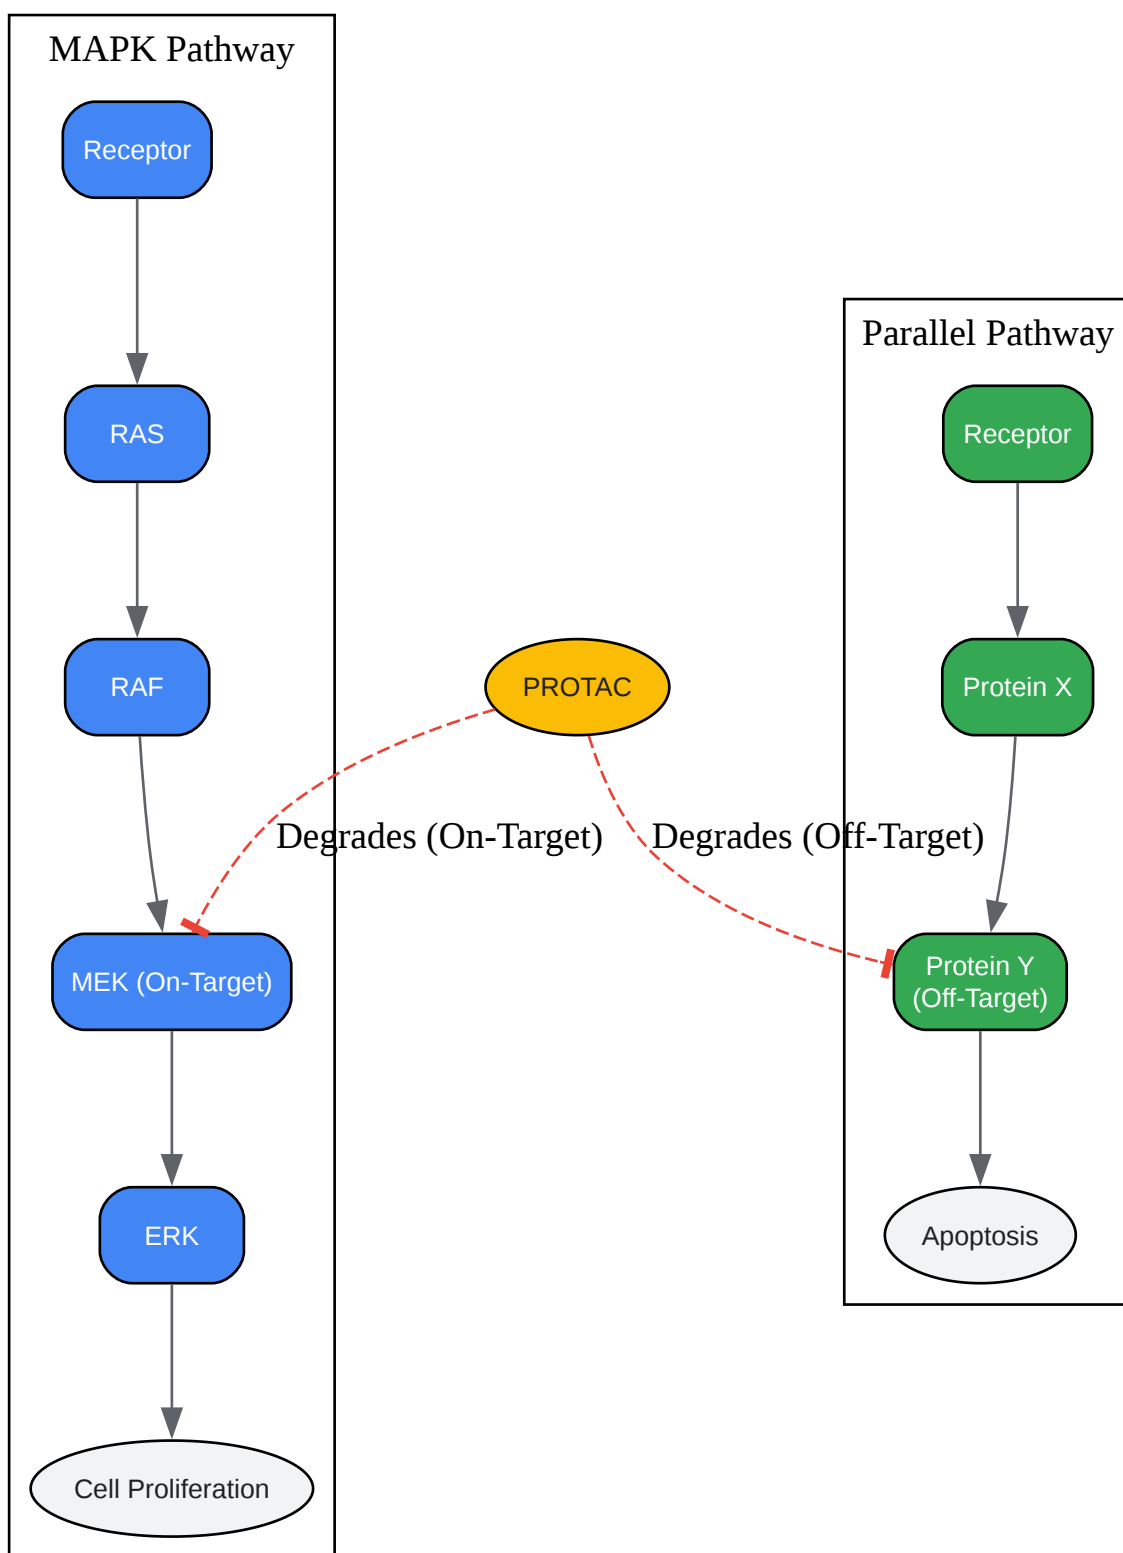 MAPK Pathway
Receptor
RAS
RAF
MEK (On-Target)
ERK
Cell Proliferation
PROTAC
Degrades (On-Target)
Degrades (Off-Target)
Parallel Pathway
Receptor
Protein X
Protein Y
(Off-Target)
Apoptosis